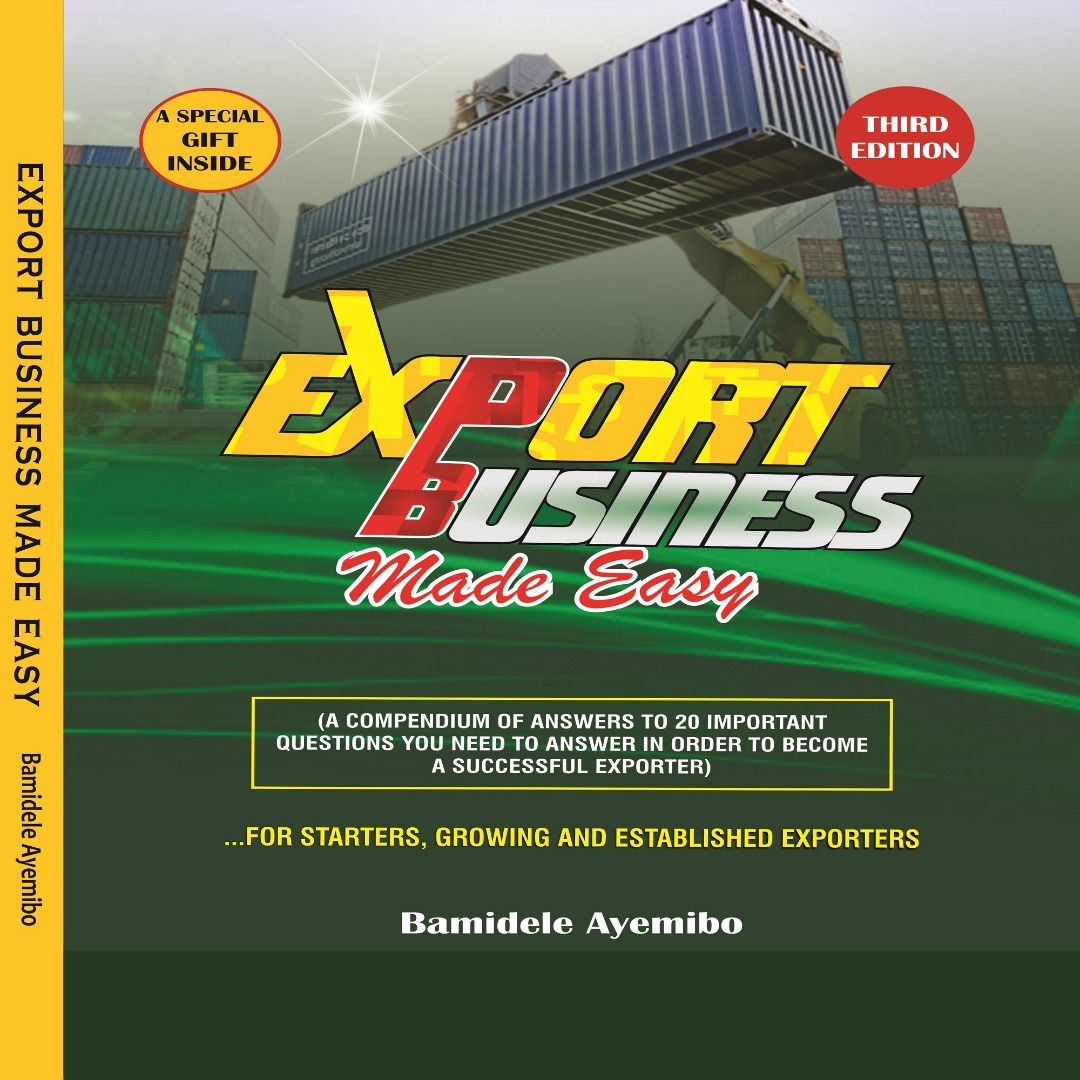 EXPORT BUSINESS MADE EASY Bamidele Ayemibo
A SPECIAL
GIFT
INSIDE
THIRD
EDITION
EXPORT
BUSINESS
Made Easy
(A COMPENDIUM OF ANSWERS TO 20 IMPORTANT
QUESTIONS YOU NEED TO ANSWER IN ORDER TO BECOME
A SUCCESSFUL EXPORTER)
...FOR STARTERS, GROWING AND ESTABLISHED EXPORTERS
Bamidele Ayemibo